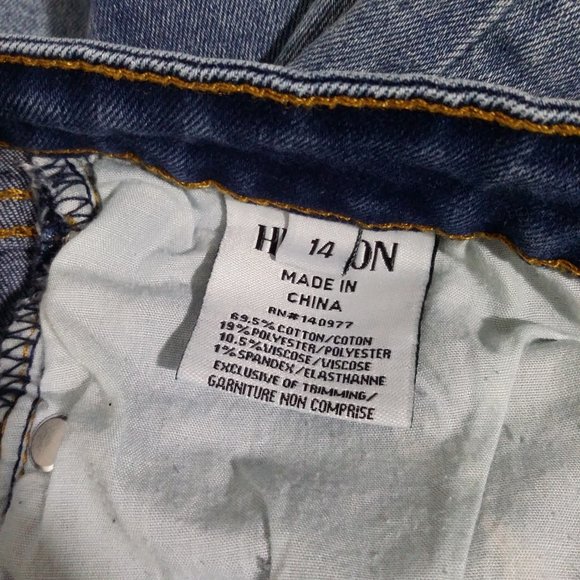 H 14 ON
MADE IN
CHINA
RN#140977
69.5% COTTON/COTON
19% POLYESTER/POLYESTER
10.5% VISCOSE/VISCOSE
1% SPANDEX/ELASTHANNE
EXCLUSIVE OF TRIMMING/
GARNITURE NON COMPRISE